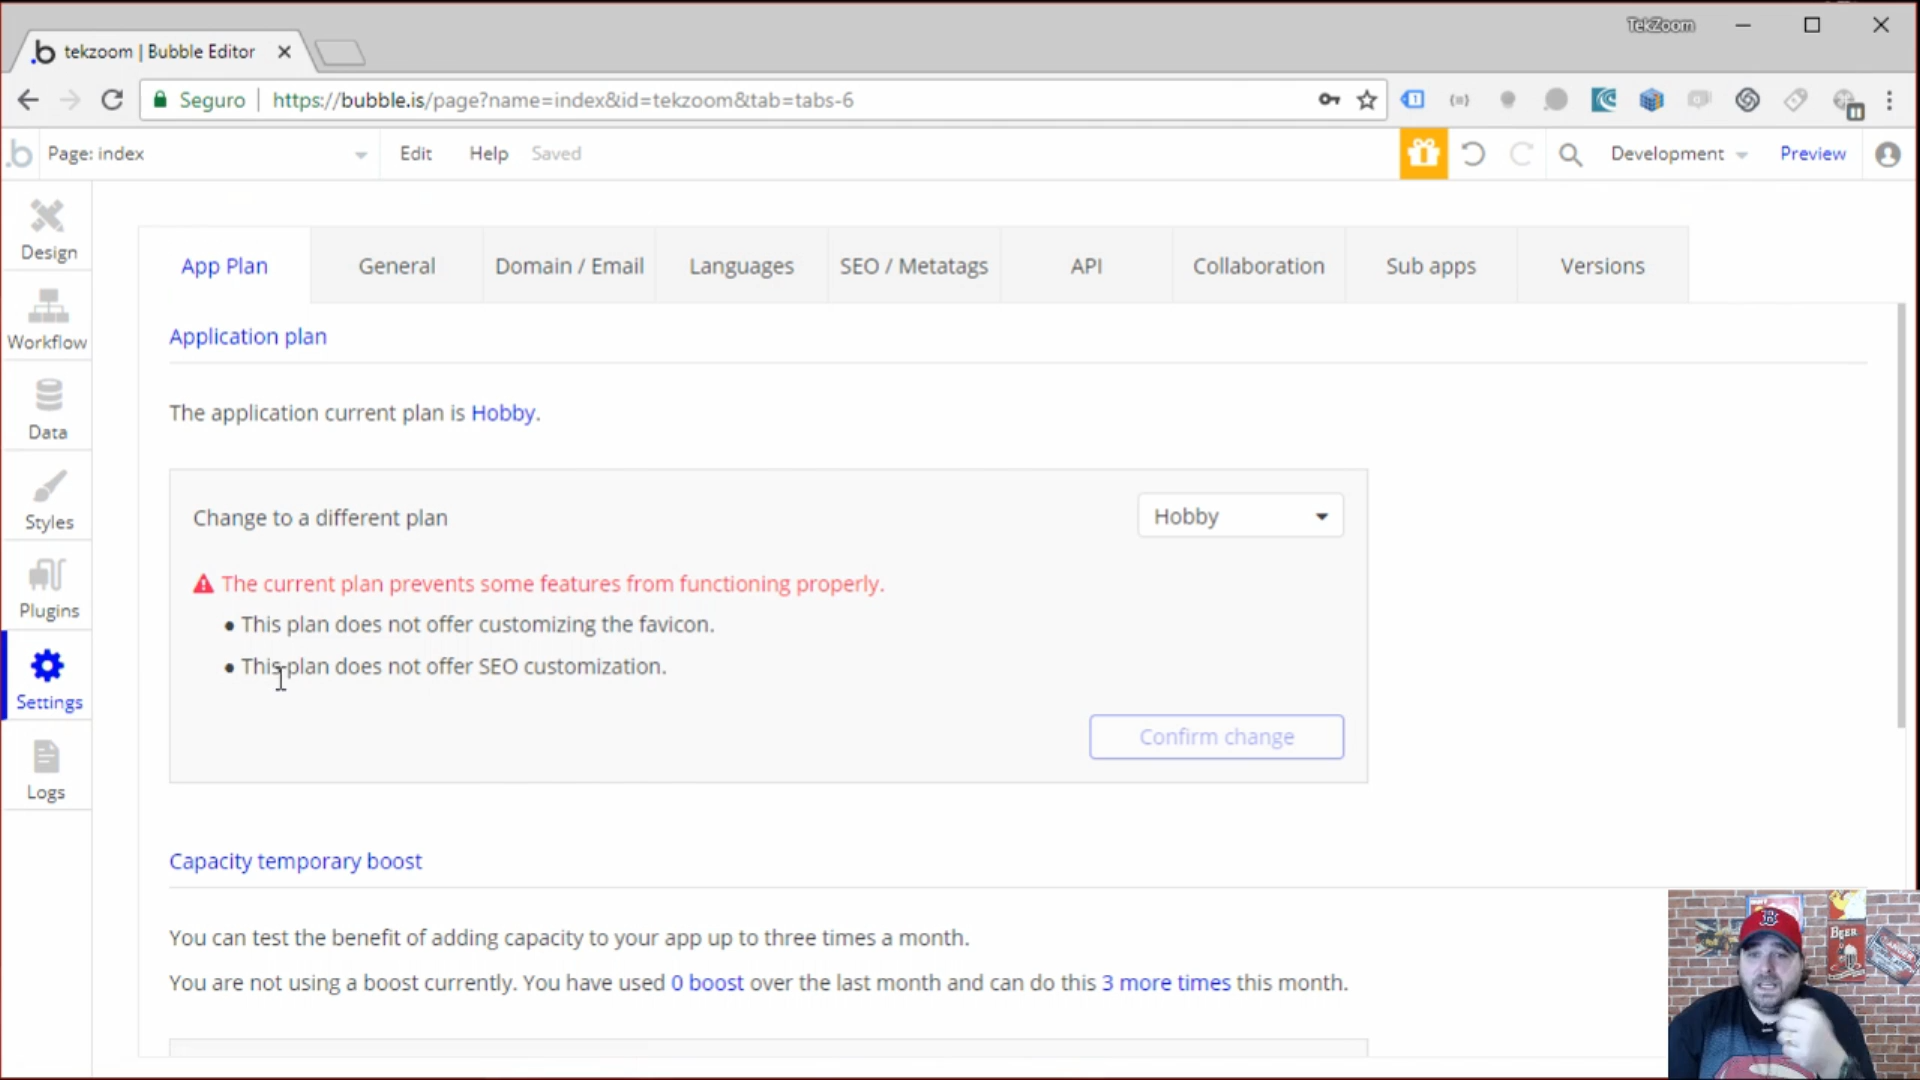 TekZoom
tekzoom | Bubble Editor
Seguro
https://bubble.is/page?name=index&id=tekzoom&tab=tabs-6
Page: index
Edit
Help
Saved
Development
Preview
Design
Workflow
Data
Styles
Plugins
Settings
Logs
App Plan
General
Domain / Email
Languages
SEO / Metatags
API
Collaboration
Sub apps
Versions
Application plan
The application current plan is Hobby.
Change to a different plan
Hobby
The current plan prevents some features from functioning properly.
• This plan does not offer customizing the favicon.
• This plan does not offer SEO customization.
Confirm change
Capacity temporary boost
You can test the benefit of adding capacity to your app up to three times a month.
You are not using a boost currently. You have used 0 boost over the last month and can do this 3 more times this month.
BEER